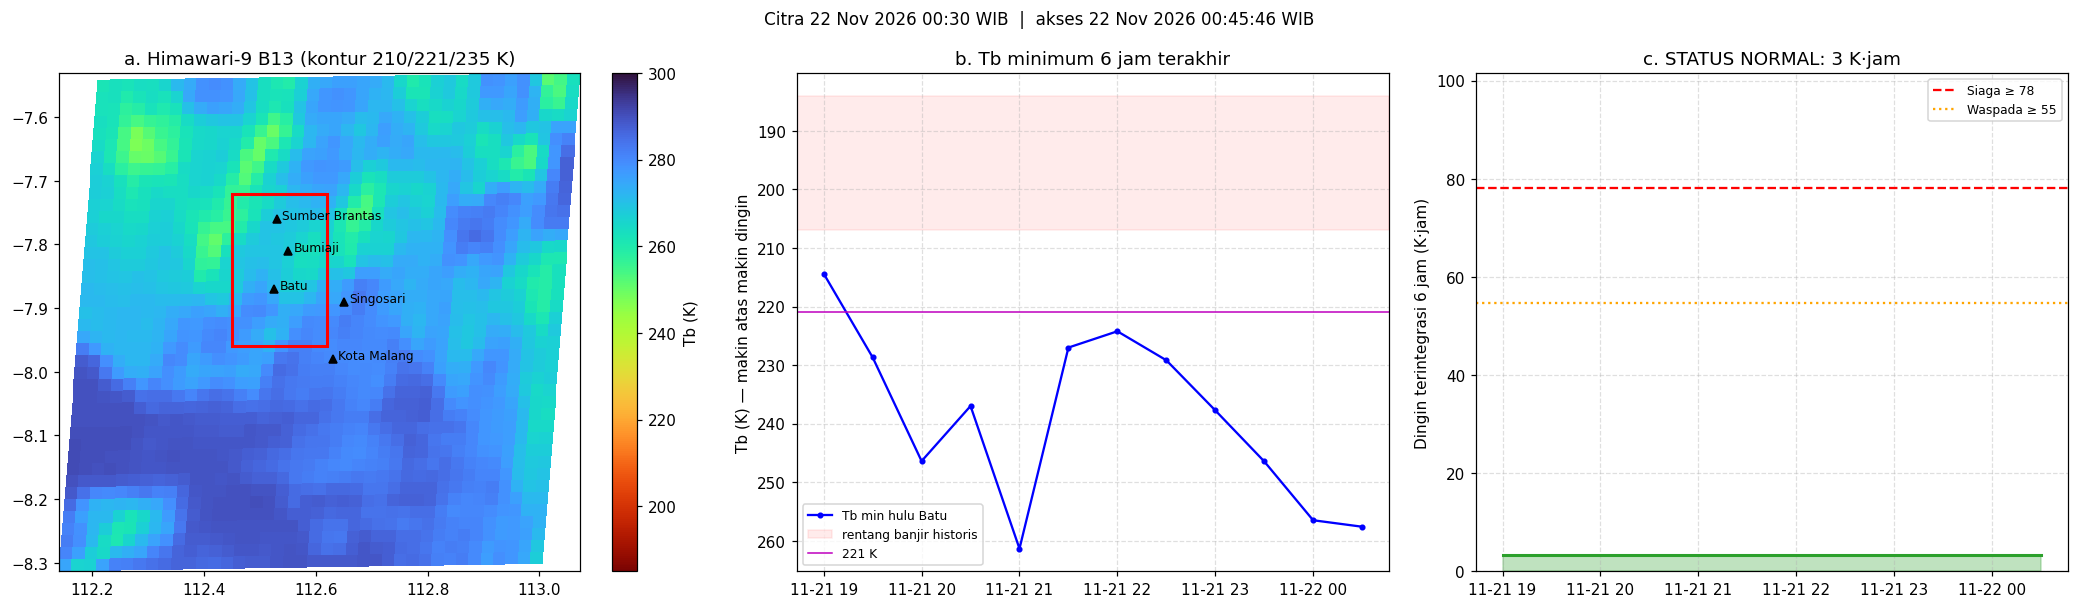 Citra 22 Nov 2026 00:30 WIB  |  akses 22 Nov 2026 00:45:46 WIB
a. Himawari-9 B13 (kontur 210/221/235 K)
−7.6
−7.7
−7.8
−7.9
−8.0
−8.1
−8.2
−8.3
112.2
112.4
112.6
112.8
113.0
Sumber Brantas
Bumiaji
Batu
Singosari
Kota Malang
300
280
260
240
220
200
Tb (K)
b. Tb minimum 6 jam terakhir
Tb (K) — makin atas makin dingin
190
200
210
220
230
240
250
260
Tb min hulu Batu
rentang banjir historis
221 K
11-21 19
11-21 20
11-21 21
11-21 22
11-21 23
11-22 00
c. STATUS NORMAL: 3 K·jam
Dingin terintegrasi 6 jam (K·jam)
100
80
60
40
20
0
Siaga ≥ 78
Waspada ≥ 55
11-21 19
11-21 20
11-21 21
11-21 22
11-21 23
11-22 00